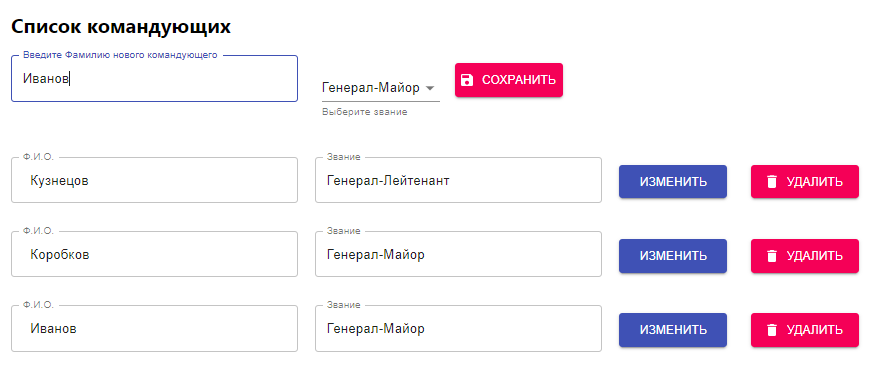 Список командующих
Введите Фамилию нового командующего
Иванов
Генерал-Майор
Выберите звание
СОХРАНИТЬ
Ф.И.О.
Кузнецов
Звание
Генерал-Лейтенант
ИЗМЕНИТЬ
УДАЛИТЬ
Ф.И.О.
Коробков
Звание
Генерал-Майор
ИЗМЕНИТЬ
УДАЛИТЬ
Ф.И.О.
Иванов
Звание
Генерал-Майор
ИЗМЕНИТЬ
УДАЛИТЬ